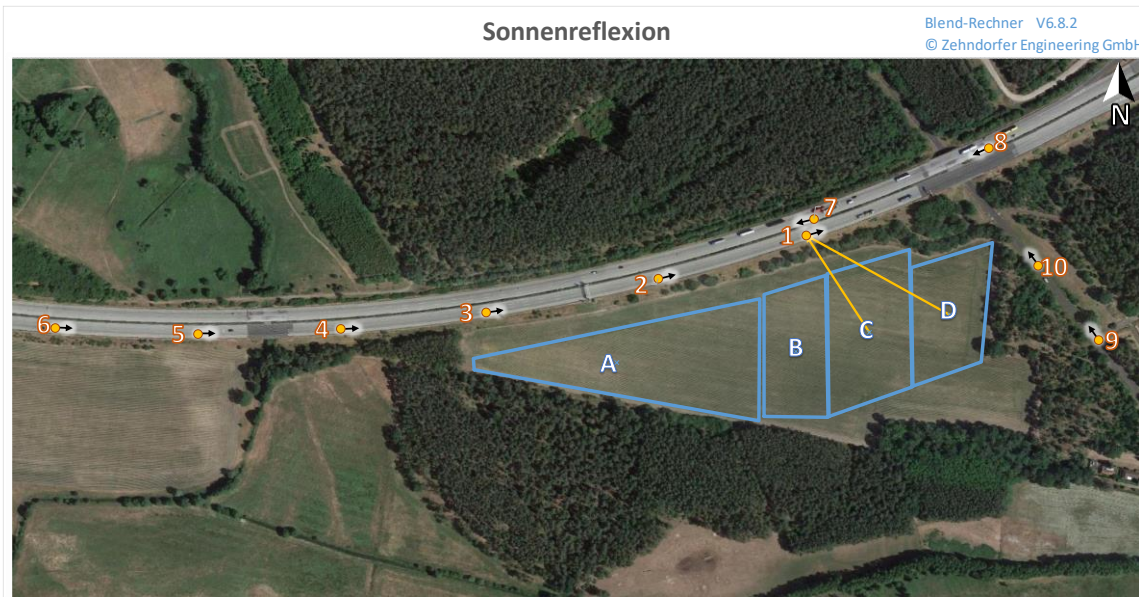 Sonnenreflexion
Blend-Rechner V6.8.2
© Zehndorfer Engineering GmbH
N
8
7
1
10
2
D
3
C
6
5
4
B
9
A